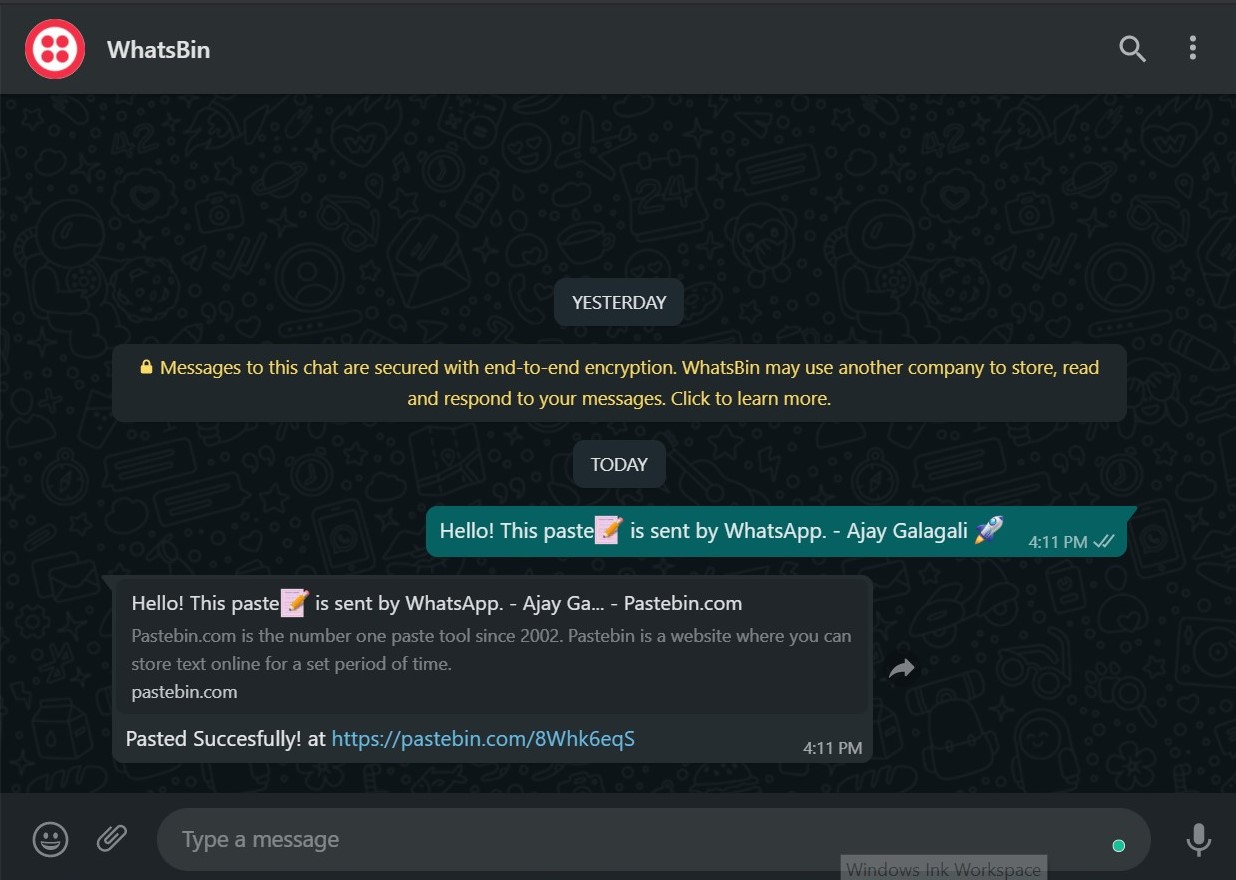 WhatsBin
YESTERDAY
🔒 Messages to this chat are secured with end-to-end encryption. WhatsBin may use another company to store, read
and respond to your messages. Click to learn more.
TODAY
Hello! This paste📝 is sent by WhatsApp. - Ajay Galagali 🚀
4:11 PM
Hello! This paste📝 is sent by WhatsApp. - Ajay Ga... - Pastebin.com
Pastebin.com is the number one paste tool since 2002. Pastebin is a website where you can
store text online for a set period of time.
pastebin.com
Pasted Succesfully! at https://pastebin.com/8Whk6eqS
4:11 PM
Type a message
Windows Ink Workspace